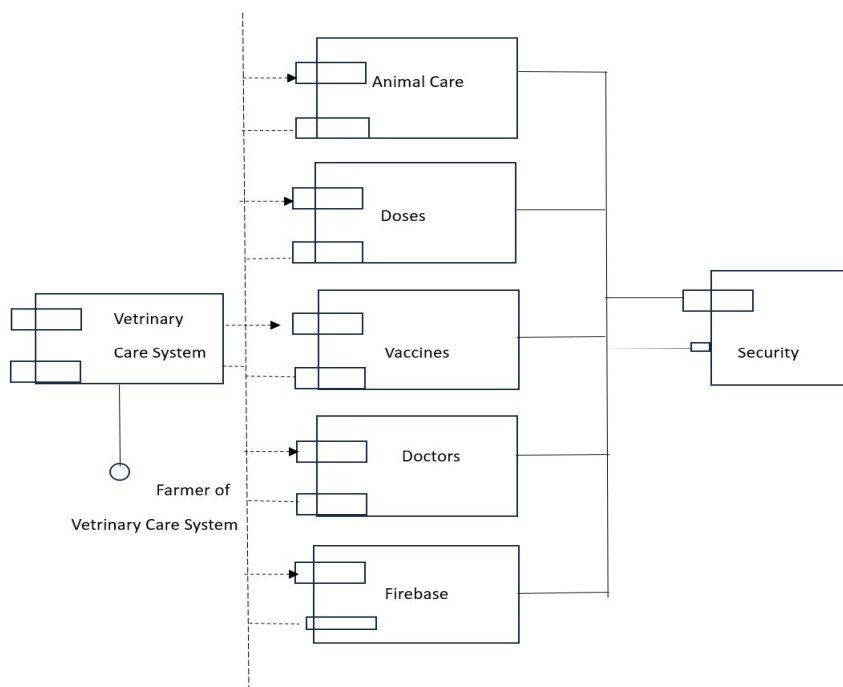 Animal Care
Doses
Vetrinary
Care System
Vaccines
Security
Doctors
Farmer of
Vetrinary Care System
Firebase